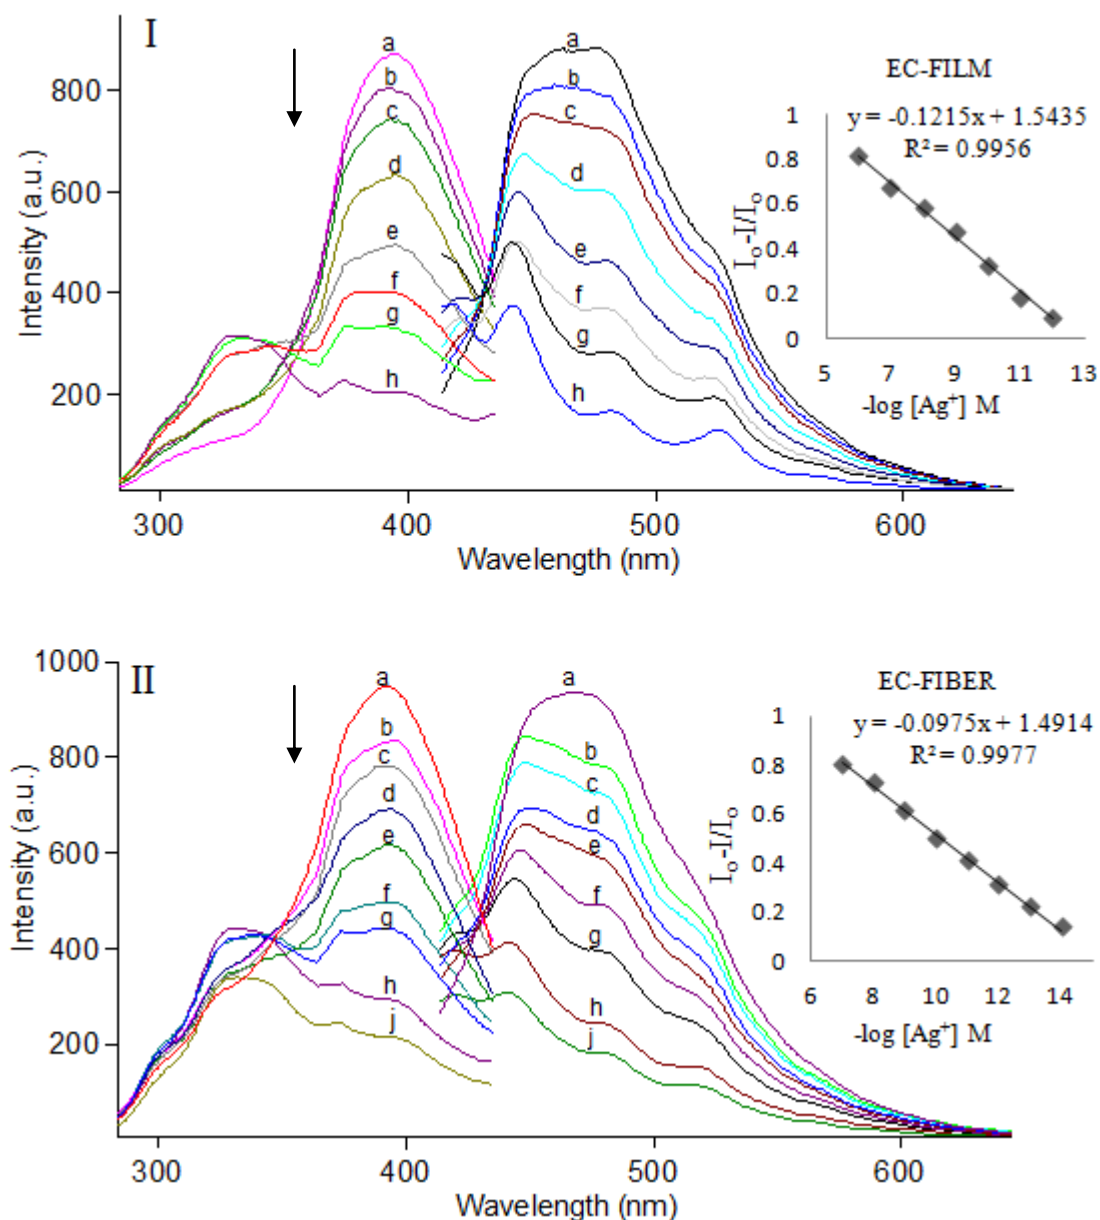 I
EC-FILM
y = -0.1215x + 1.5435
R² = 0.9956
Iₒ-I/Iₒ
1
0.8
0.6
0.4
0.2
0
5 7 9 11 13
-log [Ag⁺] M
Intensity (a.u.)
800
600
400
200
a
b
c
d
e
f
g
h
a
b
c
d
e
f
g
h
300 400 500 600
Wavelength (nm)
II
EC-FIBER
y = -0.0975x + 1.4914
R² = 0.9977
Iₒ-I/Iₒ
1
0.8
0.6
0.4
0.2
0
6 8 10 12 14
-log [Ag⁺] M
Intensity (a.u.)
1000
800
600
400
200
a
b
c
d
e
f
g
h
j
a
b
c
d
e
f
g
h
j
300 400 500 600
Wavelength (nm)